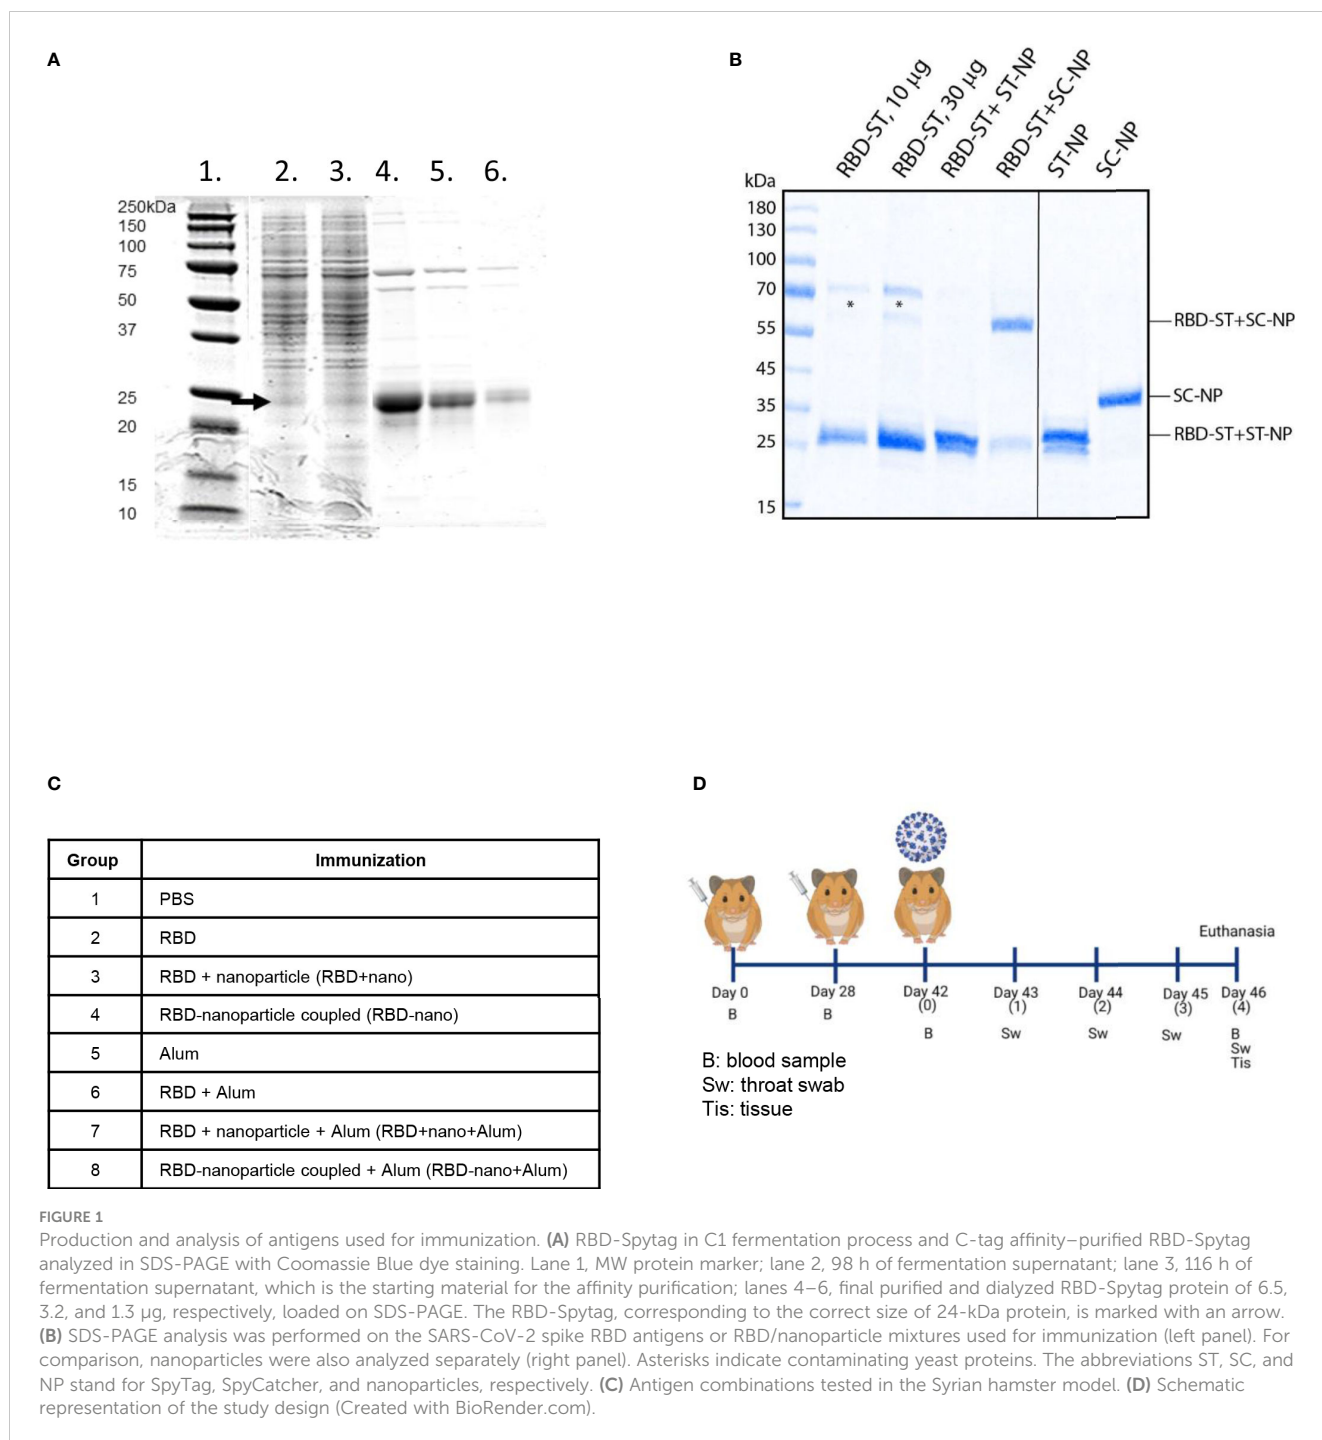 A
1. 2. 3. 4. 5. 6.
250kDa
150
100
75
50
37
25
20
15
10
B
RBD-ST, 10 µg
RBD-ST, 30 µg
RBD-ST+ ST-NP
RBD-ST+SC-NP
ST-NP
SC-NP
kDa
180
130
100
70
55
45
35
25
15
*
*
RBD-ST+SC-NP
SC-NP
RBD-ST+ST-NP
C
Group Immunization
1 PBS
2 RBD
3 RBD + nanoparticle (RBD+nano)
4 RBD-nanoparticle coupled (RBD-nano)
5 Alum
6 RBD + Alum
7 RBD + nanoparticle + Alum (RBD+nano+Alum)
8 RBD-nanoparticle coupled + Alum (RBD-nano+Alum)
D
Euthanasia
Day 0 Day 28 Day 42 Day 43 Day 44 Day 45 Day 46
(0) (1) (2) (3) (4)
B B B Sw Sw Sw B
Sw
Tis
B: blood sample
Sw: throat swab
Tis: tissue
FIGURE 1
Production and analysis of antigens used for immunization. (A) RBD-Spytag in C1 fermentation process and C-tag affinity–purified RBD-Spytag
analyzed in SDS-PAGE with Coomassie Blue dye staining. Lane 1, MW protein marker; lane 2, 98 h of fermentation supernatant; lane 3, 116 h of
fermentation supernatant, which is the starting material for the affinity purification; lanes 4–6, final purified and dialyzed RBD-Spytag protein of 6.5,
3.2, and 1.3 µg, respectively, loaded on SDS-PAGE. The RBD-Spytag, corresponding to the correct size of 24-kDa protein, is marked with an arrow.
(B) SDS-PAGE analysis was performed on the SARS-CoV-2 spike RBD antigens or RBD/nanoparticle mixtures used for immunization (left panel). For
comparison, nanoparticles were also analyzed separately (right panel). Asterisks indicate contaminating yeast proteins. The abbreviations ST, SC, and
NP stand for SpyTag, SpyCatcher, and nanoparticles, respectively. (C) Antigen combinations tested in the Syrian hamster model. (D) Schematic
representation of the study design (Created with BioRender.com).